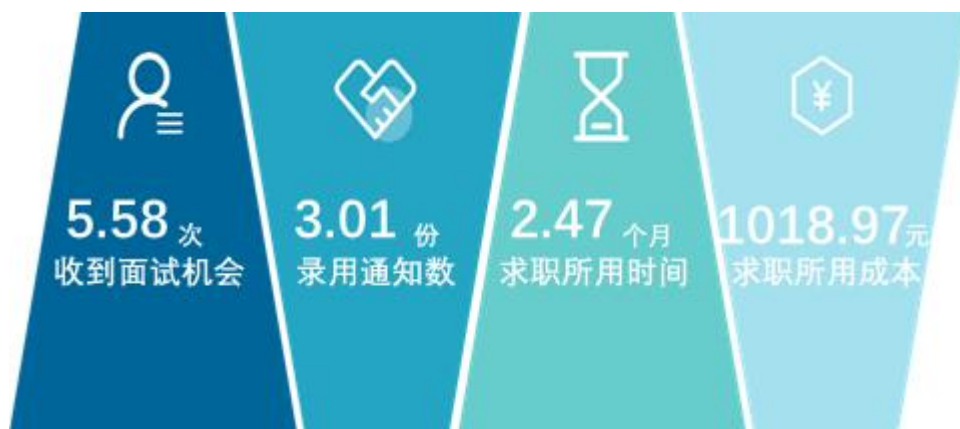 5.58 次
收到面试机会
3.01 份
录用通知数
2.47 个月
求职所用时间
¥
1018.97元
求职所用成本